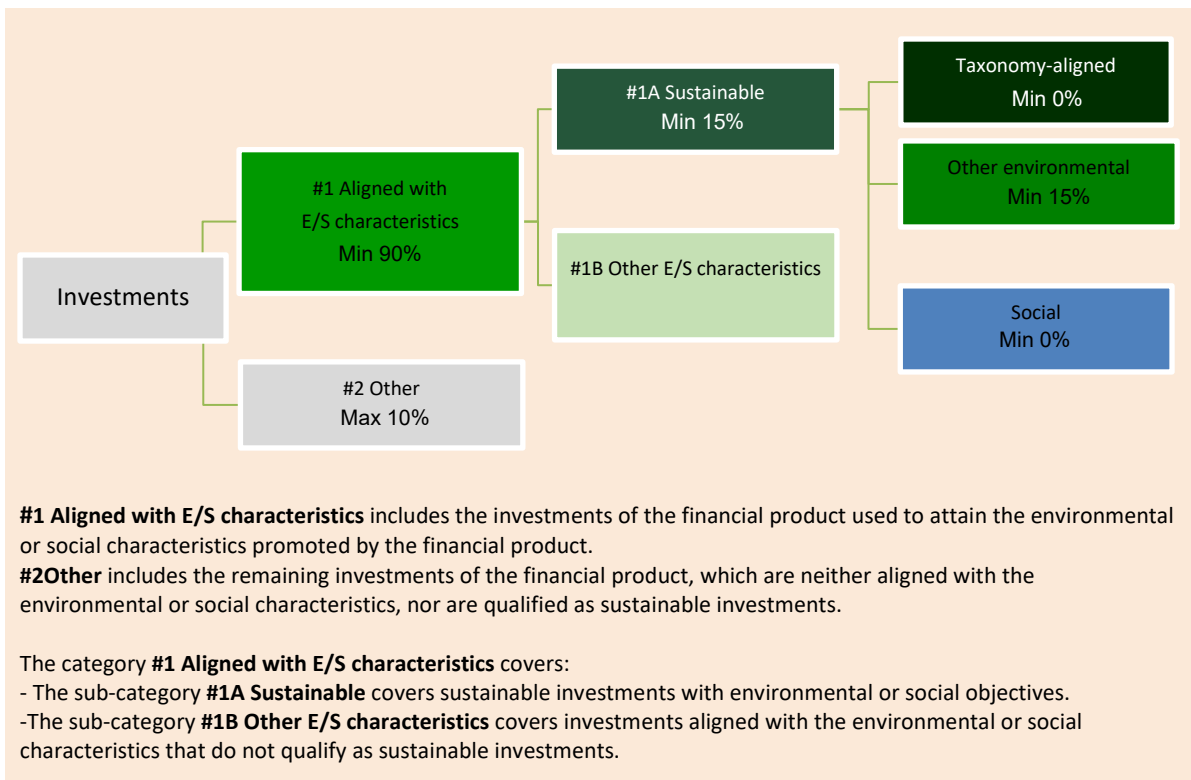 Investments
#1 Aligned with
E/S characteristics
Min 90%
#2 Other
Max 10%
#1A Sustainable
Min 15%
#1B Other E/S characteristics
Taxonomy-aligned
Min 0%
Other environmental
Min 15%
Social
Min 0%
#1 Aligned with E/S characteristics includes the investments of the financial product used to attain the environmental
or social characteristics promoted by the financial product.
#2Other includes the remaining investments of the financial product, which are neither aligned with the
environmental or social characteristics, nor are qualified as sustainable investments.
The category #1 Aligned with E/S characteristics covers:
- The sub-category #1A Sustainable covers sustainable investments with environmental or social objectives.
-The sub-category #1B Other E/S characteristics covers investments aligned with the environmental or social
characteristics that do not qualify as sustainable investments.